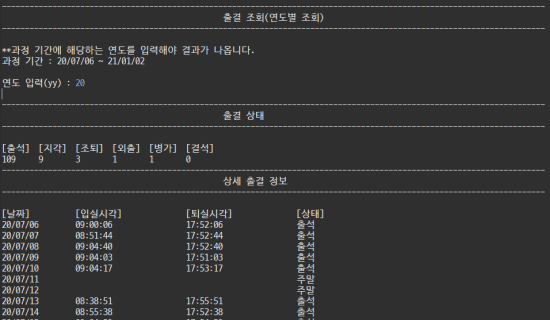 출결 조회(연도별 조회)
**과정 기간에 해당하는 연도를 입력해야 결과가 나옵니다.
과정 기간 : 20/07/06 ~ 21/01/02
연도 입력(yy) : 20
출결 상태
[출석] [지각] [조퇴] [외출] [병가] [결석]
109 9 3 1 1 0
상세 출결 정보
[날짜] [입실시각] [퇴실시각] [상태]
20/07/06 09:00:06 17:52:06 출석
20/07/07 08:51:44 17:52:44 출석
20/07/08 09:04:40 17:52:40 출석
20/07/09 09:04:03 17:51:03 출석
20/07/10 09:04:17 17:53:17 출석
20/07/11 주말
20/07/12 주말
20/07/13 08:38:51 17:55:51 출석
20/07/14 08:55:38 17:52:38 출석